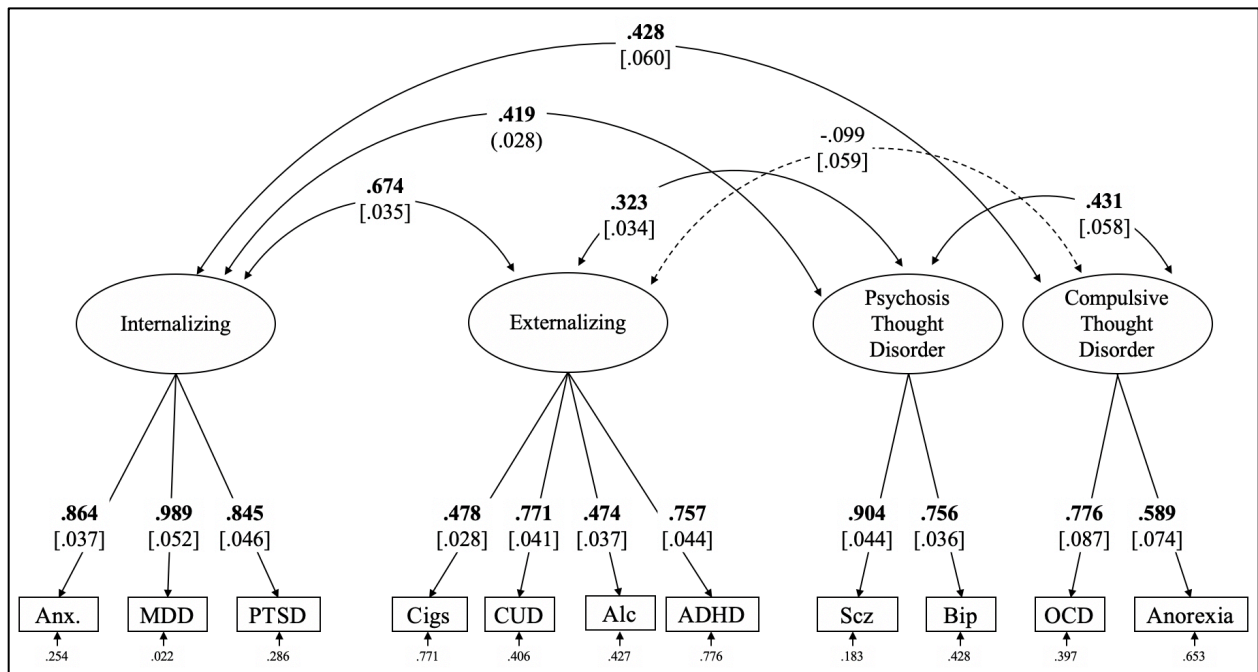 .428
[.060]
.419
(.028)
-.099
[.059]
.674
[.035]
.323
[.034]
.431
[.058]
Internalizing
Externalizing
Psychosis
Thought
Disorder
Compulsive
Thought
Disorder
.864 .989 .845 .478 .771 .474 .757 .904 .756 .776 .589
[.037] [.052] [.046] [.028] [.041] [.037] [.044] [.044] [.036] [.087] [.074]
Anx. MDD PTSD Cigs CUD Alc ADHD Scz Bip OCD Anorexia
.254 .022 .286 .771 .406 .427 .776 .183 .428 .397 .653